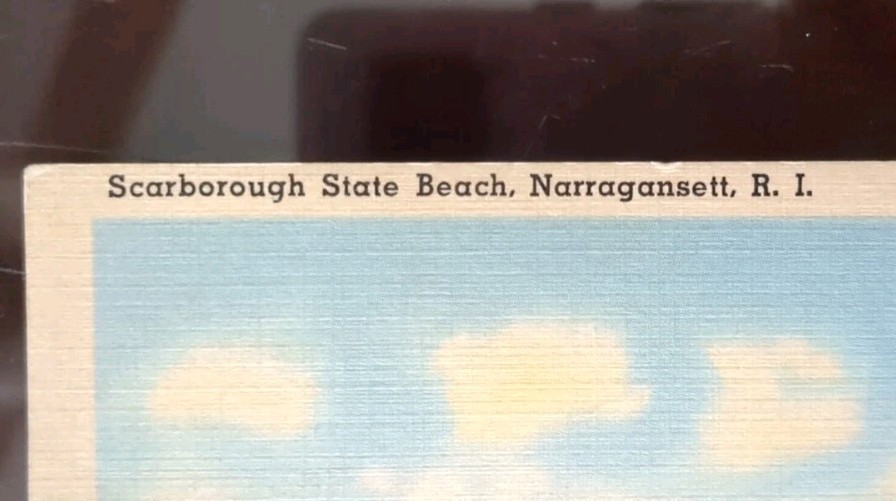 Scarborough State Beach, Narragansett, R. I.